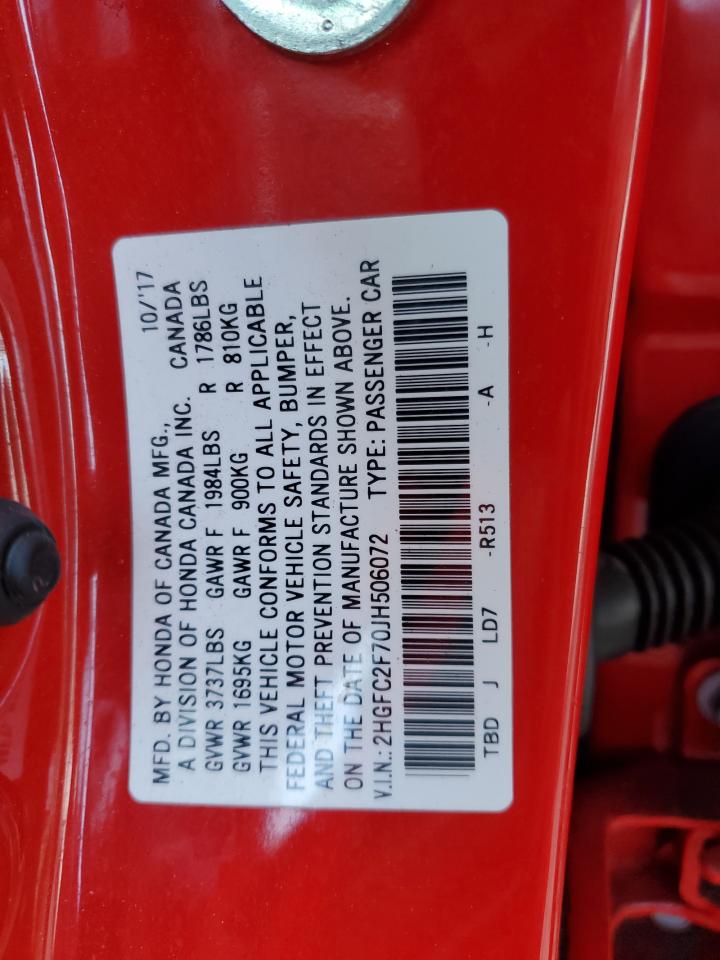 MFD. BY HONDA OF CANADA MFG., 10/'17
A DIVISION OF HONDA CANADA INC. CANADA
GVWR 3737LBS GAWR F 1984LBS R 1786LBS
GVWR 1695KG GAWR F 900KG R 810KG
THIS VEHICLE CONFORMS TO ALL APPLICABLE
FEDERAL MOTOR VEHICLE SAFETY, BUMPER,
AND THEFT PREVENTION STANDARDS IN EFFECT
ON THE DATE OF MANUFACTURE SHOWN ABOVE.
V.I.N.: 2HGFC2F70JH506072 TYPE: PASSENGER CAR
TBD J LD7 -R513 -A -H